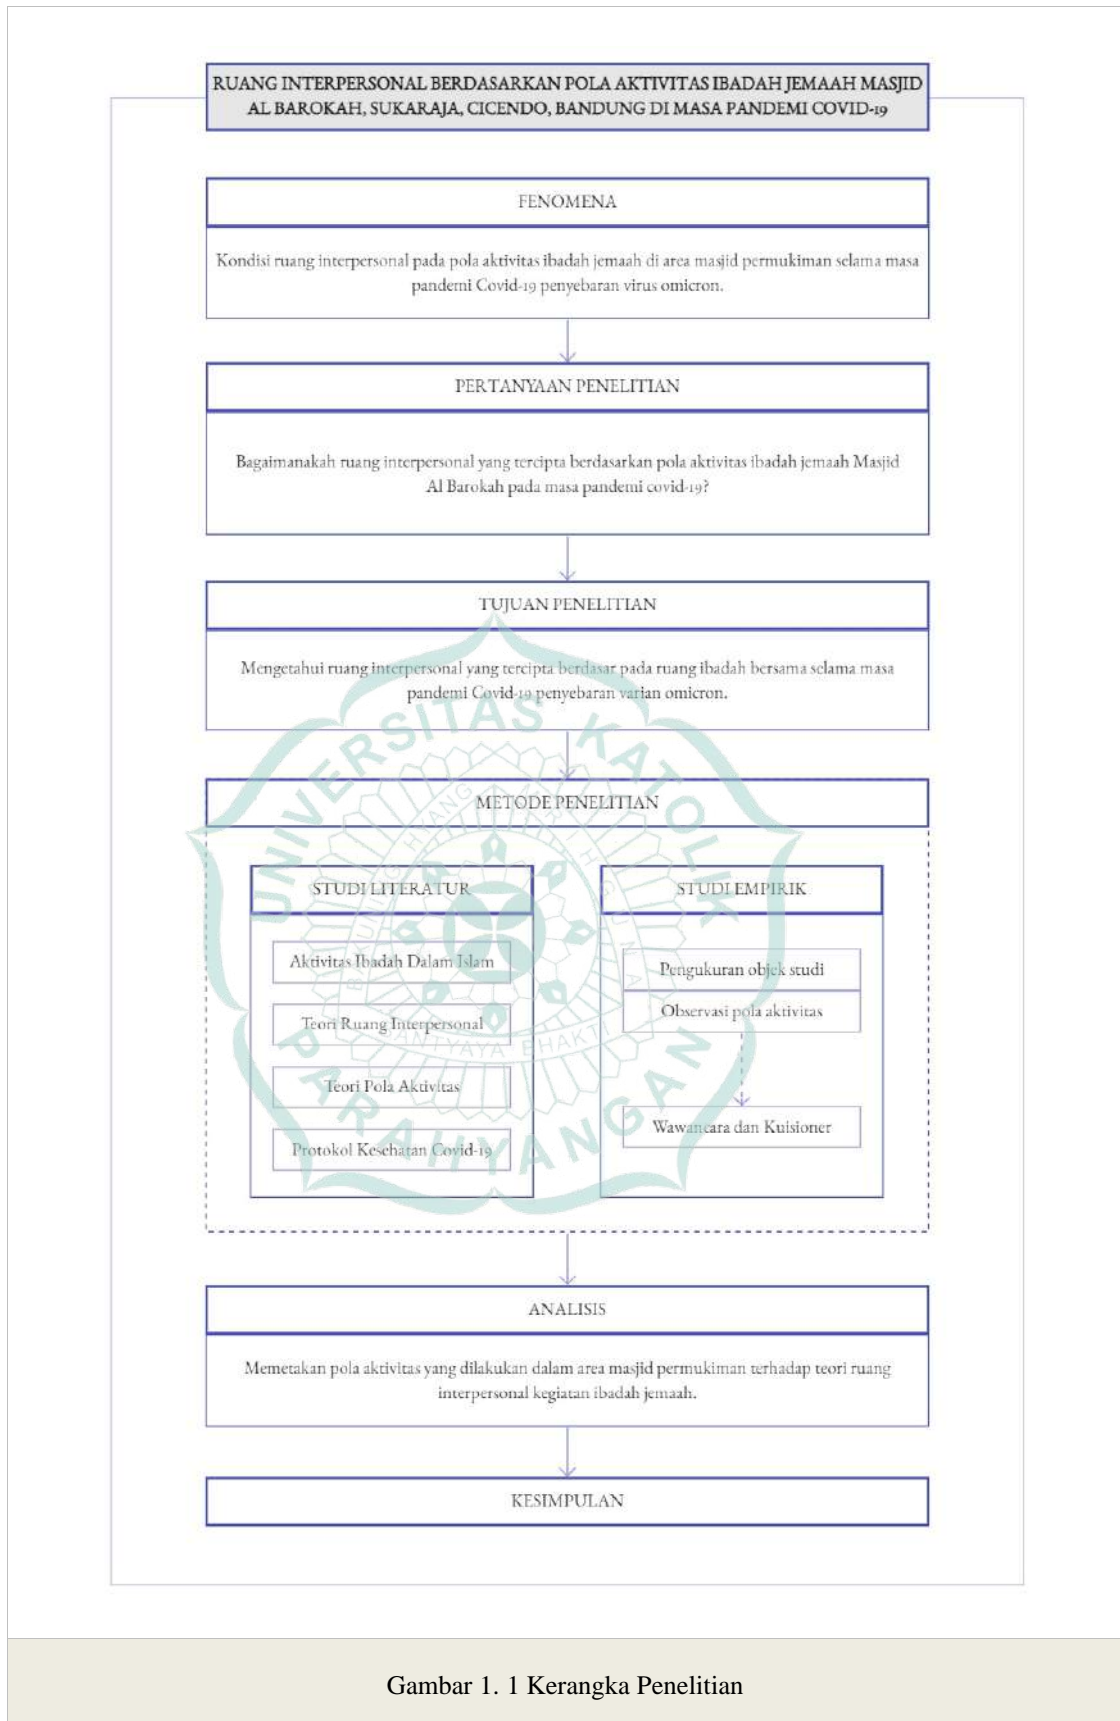 RUANG INTERPERSONAL BERDASARKAN POLA AKTIVITAS IBADAH JEMAAH MASJID
AL BAROKAH, SUKARAJA, CICENDO, BANDUNG DI MASA PANDEMI COVID-19
FENOMENA
Kondisi ruang interpersonal pada pola aktivitas ibadah jemaah di area masjid permukiman selama masa
pandemi Covid-19 penyebaran virus omicron.
PERTANYAAN PENELITIAN
Bagaimanakah ruang interpersonal yang tercipta berdasarkan pola aktivitas ibadah jemaah Masjid
Al Barokah pada masa pandemi covid-19?
TUJUAN PENELITIAN
Mengetahui ruang interpersonal yang tercipta berdasar pada ruang ibadah bersama selama masa
pandemi Covid-19 penyebaran varian omicron.
METODE PENELITIAN
STUDI LITERATUR
Aktivitas Ibadah Dalam Islam
Teori Ruang Interpersonal
Teori Pola Aktivitas
Protokol Kesehatan Covid-19
STUDI EMPIRIK
Pengukuran objek studi
Observasi pola aktivitas
Wawancara dan Kuisioner
UNIVERSITAS KATOLIK
PARAHYANGAN
ANALISIS
Memetakan pola aktivitas yang dilakukan dalam area masjid permukiman terhadap teori ruang
interpersonal kegiatan ibadah jemaah.
KESIMPULAN
Gambar 1. 1 Kerangka Penelitian